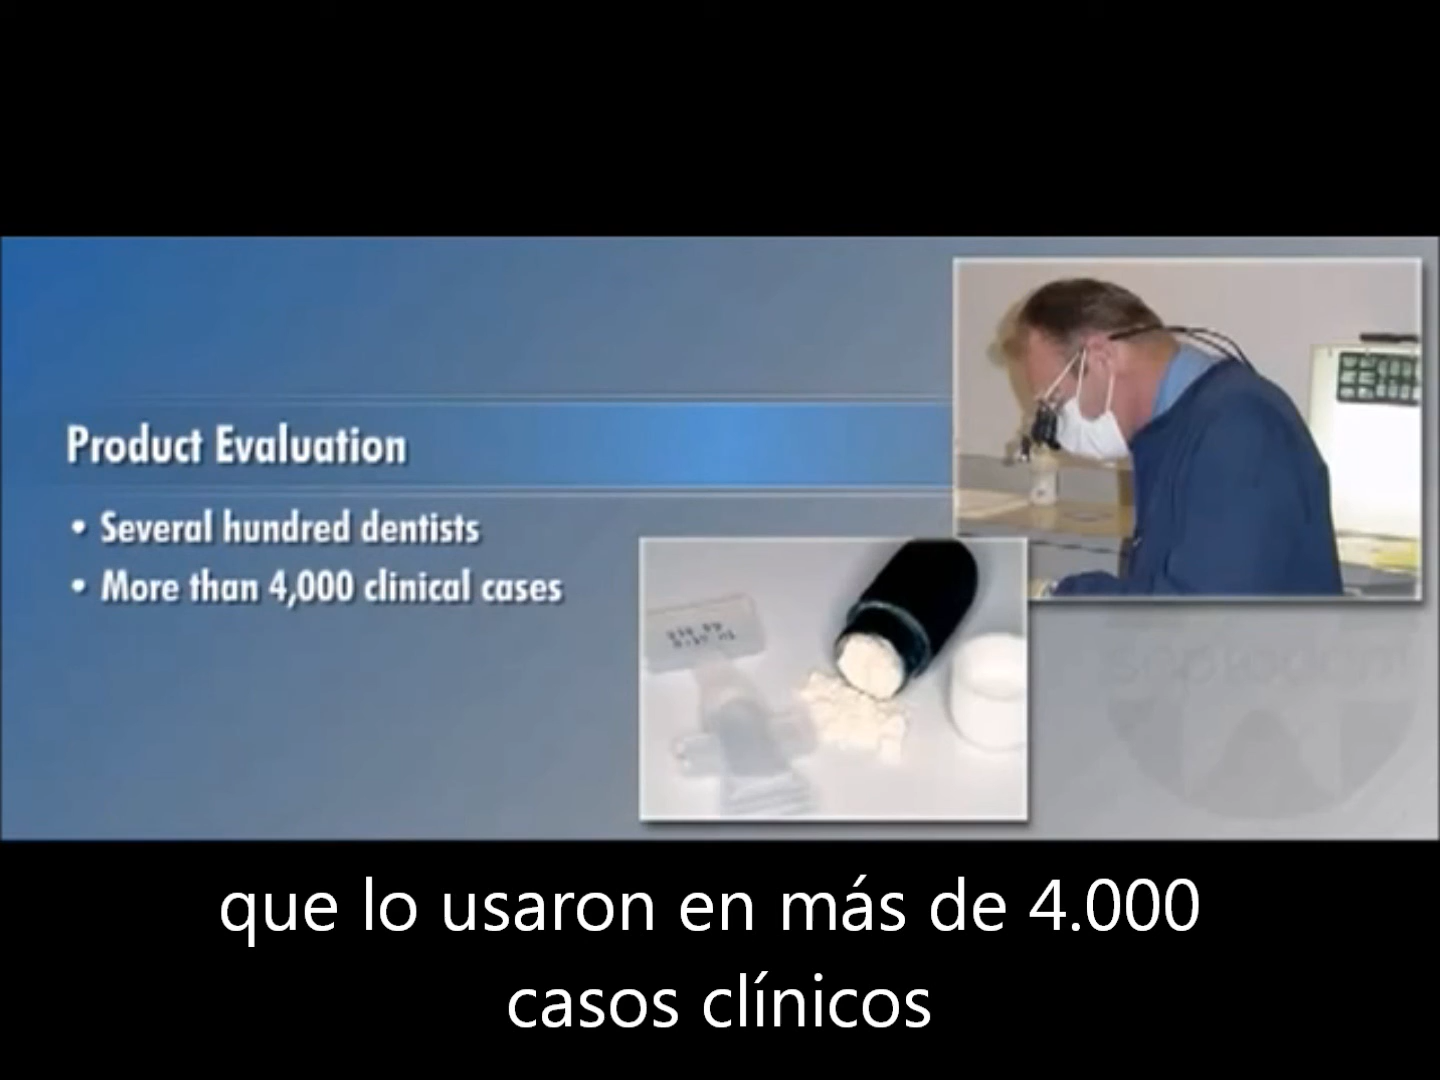 Product Evaluation
• Several hundred dentists
• More than 4,000 clinical cases
que lo usaron en más de 4.000
casos clínicos